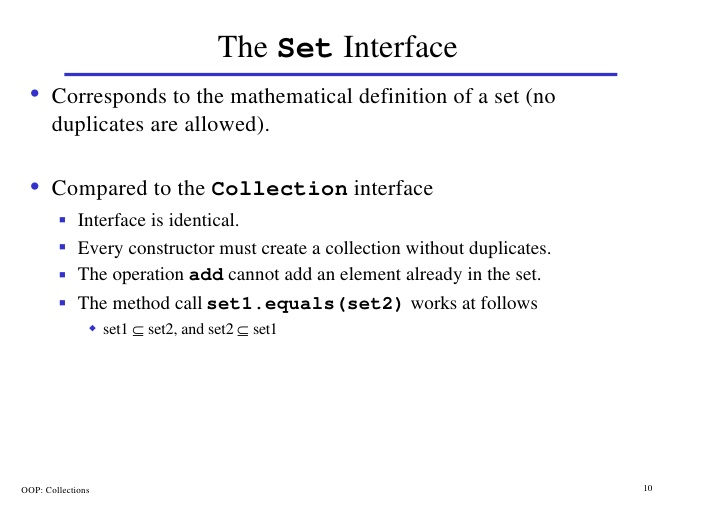 The Set Interface
• Corresponds to the mathematical definition of a set (no
duplicates are allowed).
• Compared to the Collection interface
▪ Interface is identical.
▪ Every constructor must create a collection without duplicates.
▪ The operation add cannot add an element already in the set.
▪ The method call set1.equals(set2) works at follows
◆ set1 ⊆ set2, and set2 ⊆ set1
OOP: Collections
10